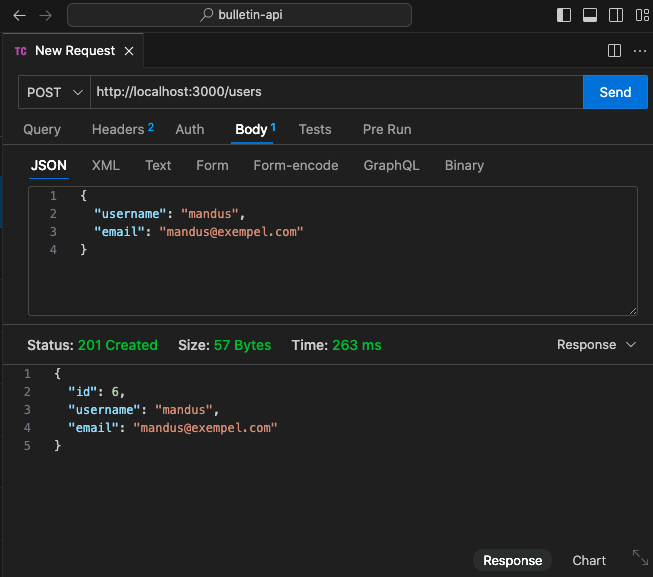 bulletin-api
TC New Request
POST http://localhost:3000/users Send
Query Headers 2 Auth Body 1 Tests Pre Run
JSON XML Text Form Form-encode GraphQL Binary
1 {
2 "username": "mandus",
3 "email": "mandus@exempel.com"
4 }
Status: 201 Created Size: 57 Bytes Time: 263 ms Response
1 {
2 "id": 6,
3 "username": "mandus",
4 "email": "mandus@exempel.com"
5 }
Response Chart